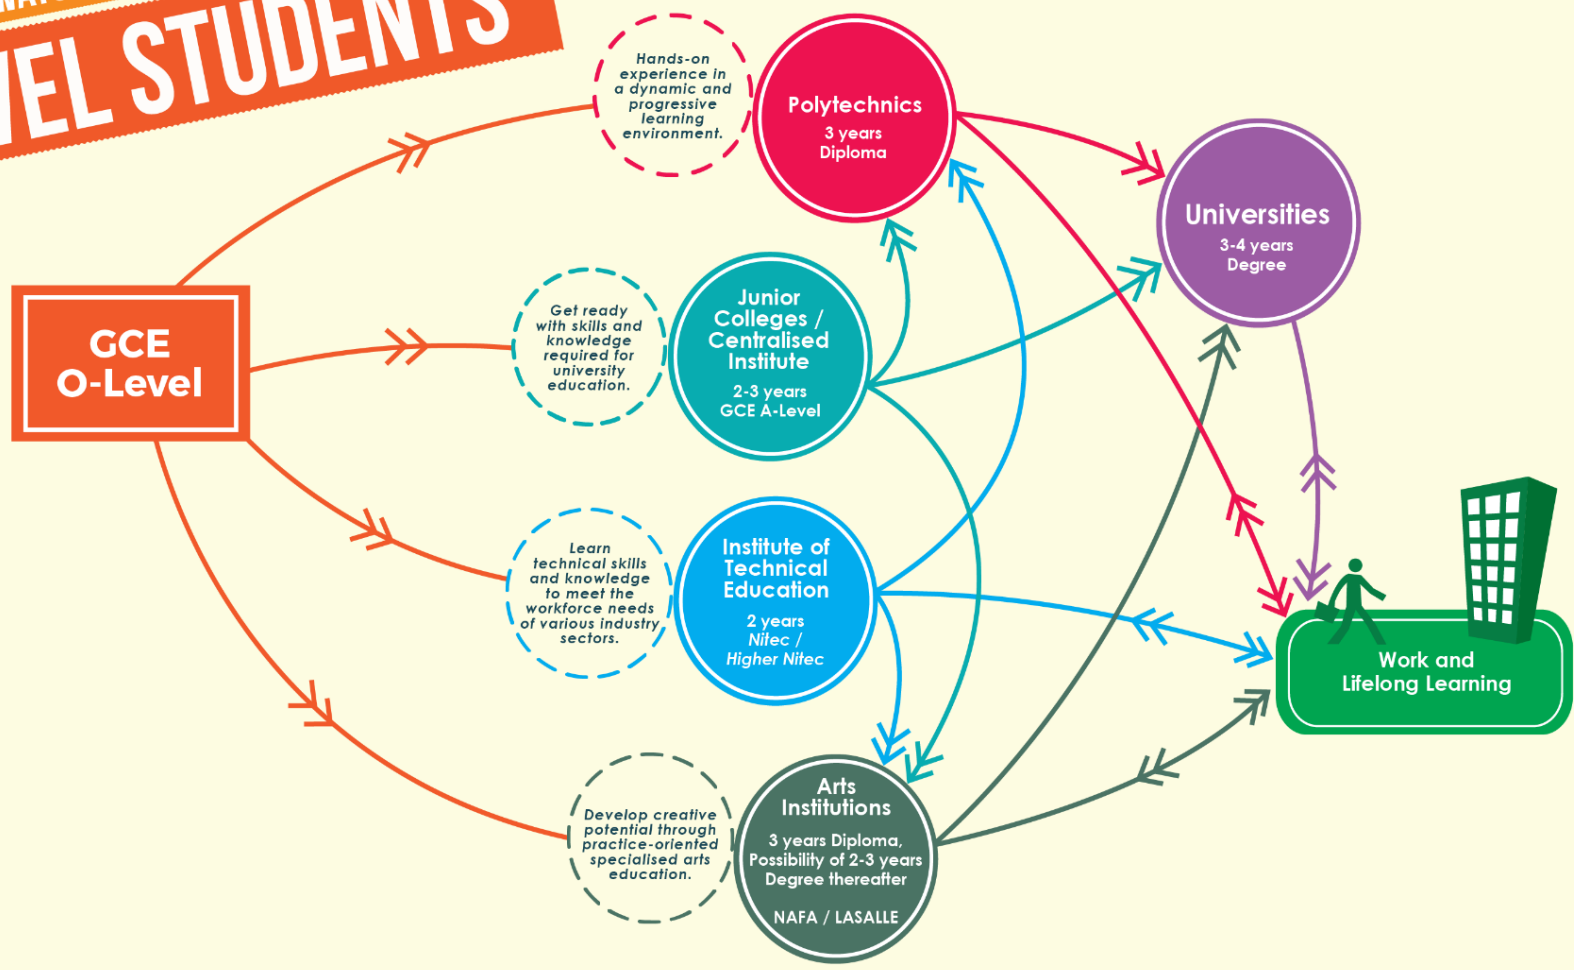 STUDENTS
Hands-on
experience in
a dynamic and
progressive
learning
environment.
Polytechnics
3 years
Diploma
Universities
3-4 years
Degree
GCE
O-Level
Get ready
with skills and
knowledge
required for
university
education.
Junior
Colleges /
Centralised
Institute
2-3 years
GCE A-Level
Learn
technical skills
and knowledge
to meet the
workforce needs
of various industry
sectors.
Institute of
Technical
Education
2 years
Nitec /
Higher Nitec
Work and
Lifelong Learning
Develop creative
potential through
practice-oriented
specialised arts
education.
Arts
Institutions
3 years Diploma,
Possibility of 2-3 years
Degree thereafter
NAFA / LASALLE